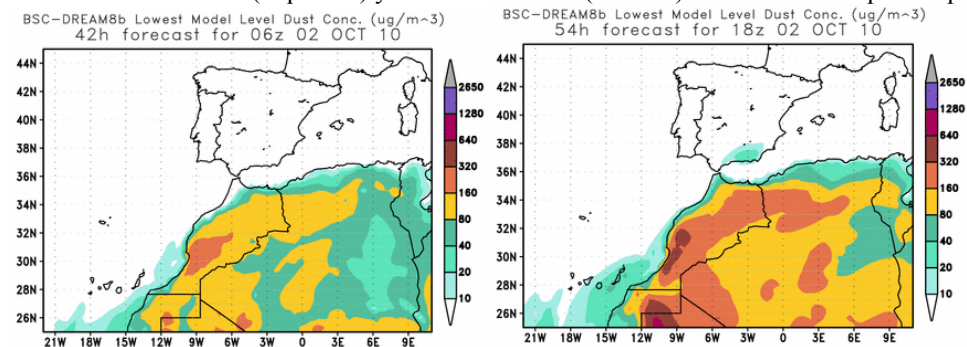 BSC-DREAM8b Lowest Model Level Dust Conc. (ug/m^3)
42h forecast for 06z 02 OCT 10
44N
42N
40N
38N
36N
34N
32N
30N
28N
26N
21W 18W 15W 12W 9W 6W 3W 0 3E 6E 9E
2650
1280
640
320
160
80
40
20
10
BSC-DREAM8b Lowest Model Level Dust Conc. (ug/m^3)
54h forecast for 18z 02 OCT 10
44N
42N
40N
38N
36N
34N
32N
30N
28N
26N
21W 18W 15W 12W 9W 6W 3W 0 3E 6E 9E
2650
1280
640
320
160
80
40
20
10